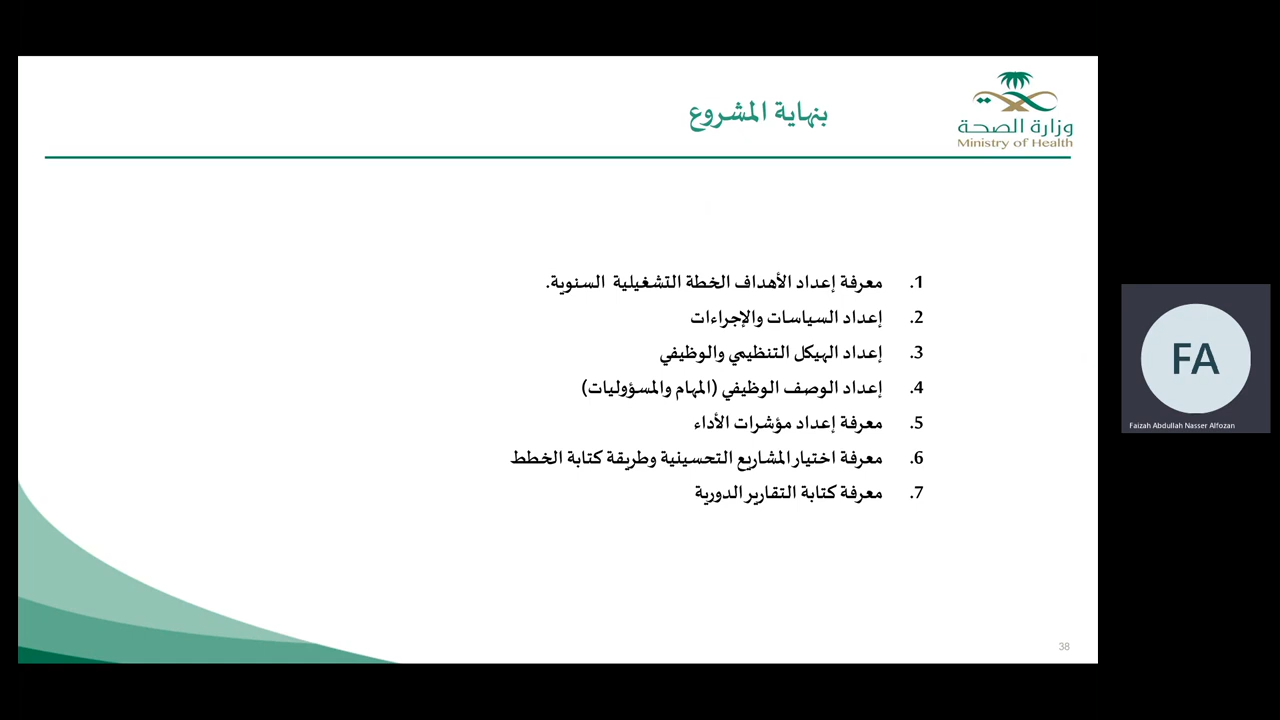 وزارة الصحة
Ministry of Health
بنهاية المشروع
1. معرفة إعداد الأهداف الخطة التشغيلية السنوية.
2. إعداد السياسات والإجراءات
3. إعداد الهيكل التنظيمي والوظيفي
4. إعداد الوصف الوظيفي (المهام والمسؤوليات)
5. معرفة إعداد مؤشرات الأداء
6. معرفة اختيار المشاريع التحسينية وطريقة كتابة الخطط
7. معرفة كتابة التقارير الدورية
38
FA
Faizah Abdullah Nasser Alfozan